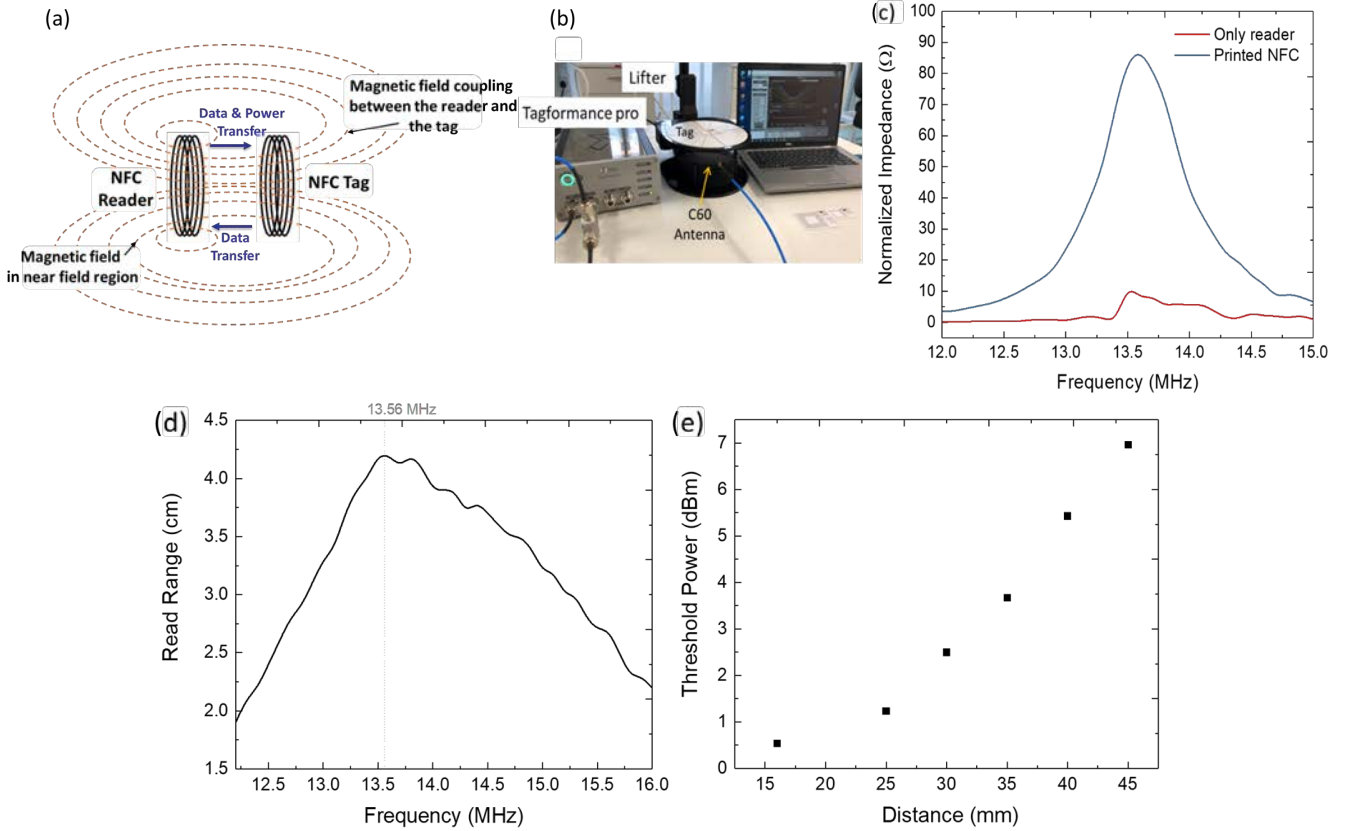 (a)
Magnetic field coupling
between the reader and
the tag
Data & Power
Transfer
NFC
Reader
NFC Tag
Data
Transfer
Magnetic field
in near field region
(b)
Lifter
Tagformance pro
Tag
C60
Antenna
(c)
100
90
80
70
60
50
40
30
20
10
0
Normalized Impedance (Ω)
Only reader
Printed NFC
12.0 12.5 13.0 13.5 14.0 14.5 15.0
Frequency (MHz)
(d)
13.56 MHz
4.5
4.0
3.5
3.0
2.5
2.0
1.5
Read Range (cm)
12.5 13.0 13.5 14.0 14.5 15.0 15.5 16.0
Frequency (MHz)
(e)
7
6
5
4
3
2
1
0
Threshold Power (dBm)
15 20 25 30 35 40 45
Distance (mm)